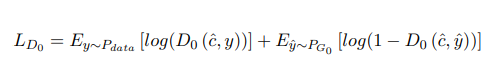 L_{D_0} = E_{y∼P_{data}} [log(D_0 (ĉ, y))] + E_{ŷ∼P_{G_0}} [log(1 − D_0 (ĉ, ŷ))]